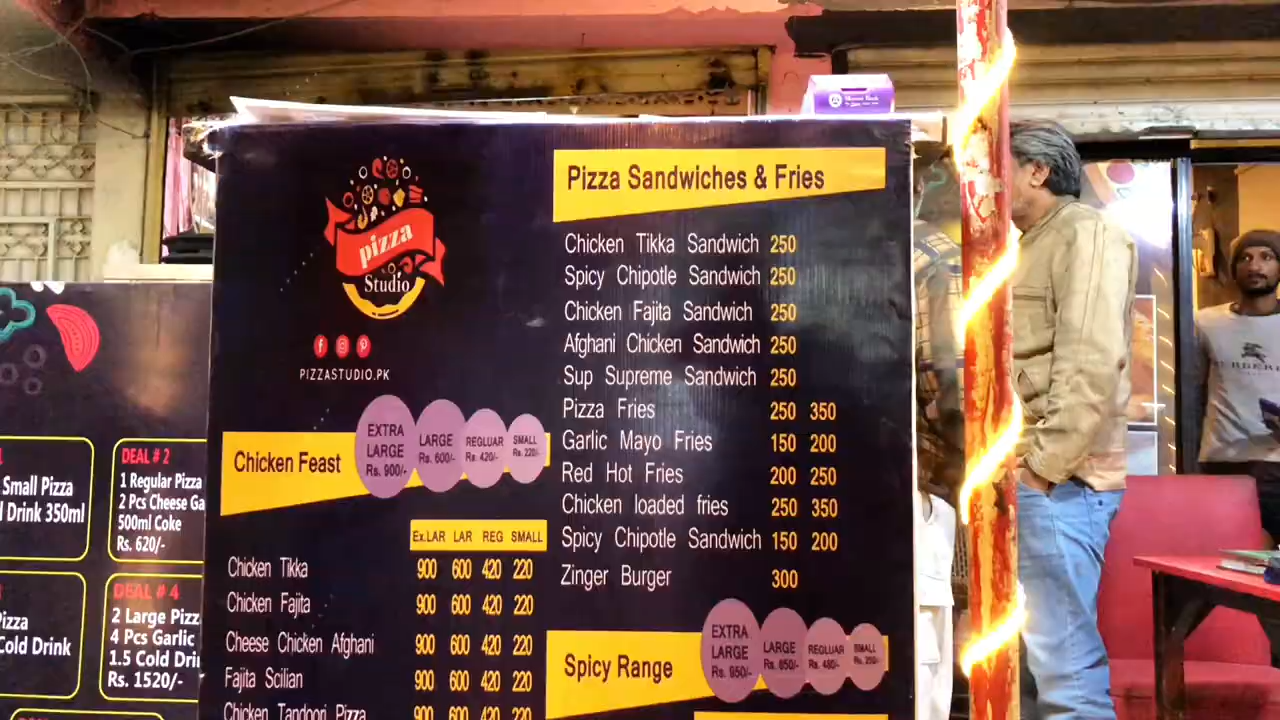 pizza
Studio
PIZZASTUDIO.PK
Chicken Feast
EXTRA LARGE Rs. 900/-
LARGE Rs. 600/-
REGLUAR Rs. 420/-
SMALL Rs. 220/-
Ex.LAR LAR REG SMALL
Chicken Tikka 900 600 420 220
Chicken Fajita 900 600 420 220
Cheese Chicken Afghani 900 600 420 220
Fajita Scilian 900 600 420 220
Chicken Tandoori Pizza 900 600 420 220
Pizza Sandwiches & Fries
Chicken Tikka Sandwich 250
Spicy Chipotle Sandwich 250
Chicken Fajita Sandwich 250
Afghani Chicken Sandwich 250
Sup Supreme Sandwich 250
Pizza Fries 250 350
Garlic Mayo Fries 150 200
Red Hot Fries 200 250
Chicken loaded fries 250 350
Spicy Chipotle Sandwich 150 200
Zinger Burger 300
Spicy Range
EXTRA LARGE Rs. 950/-
LARGE Rs. 650/-
REGLUAR Rs. 480/-
SMALL Rs. 250/-
Small Pizza
Drink 350ml
DEAL # 2
1 Regular Pizza
2 Pcs Cheese Ga
500ml Coke
Rs. 620/-
Pizza
Cold Drink
DEAL # 4
2 Large Pizz
4 Pcs Garlic
1.5 Cold Dri
Rs. 1520/-